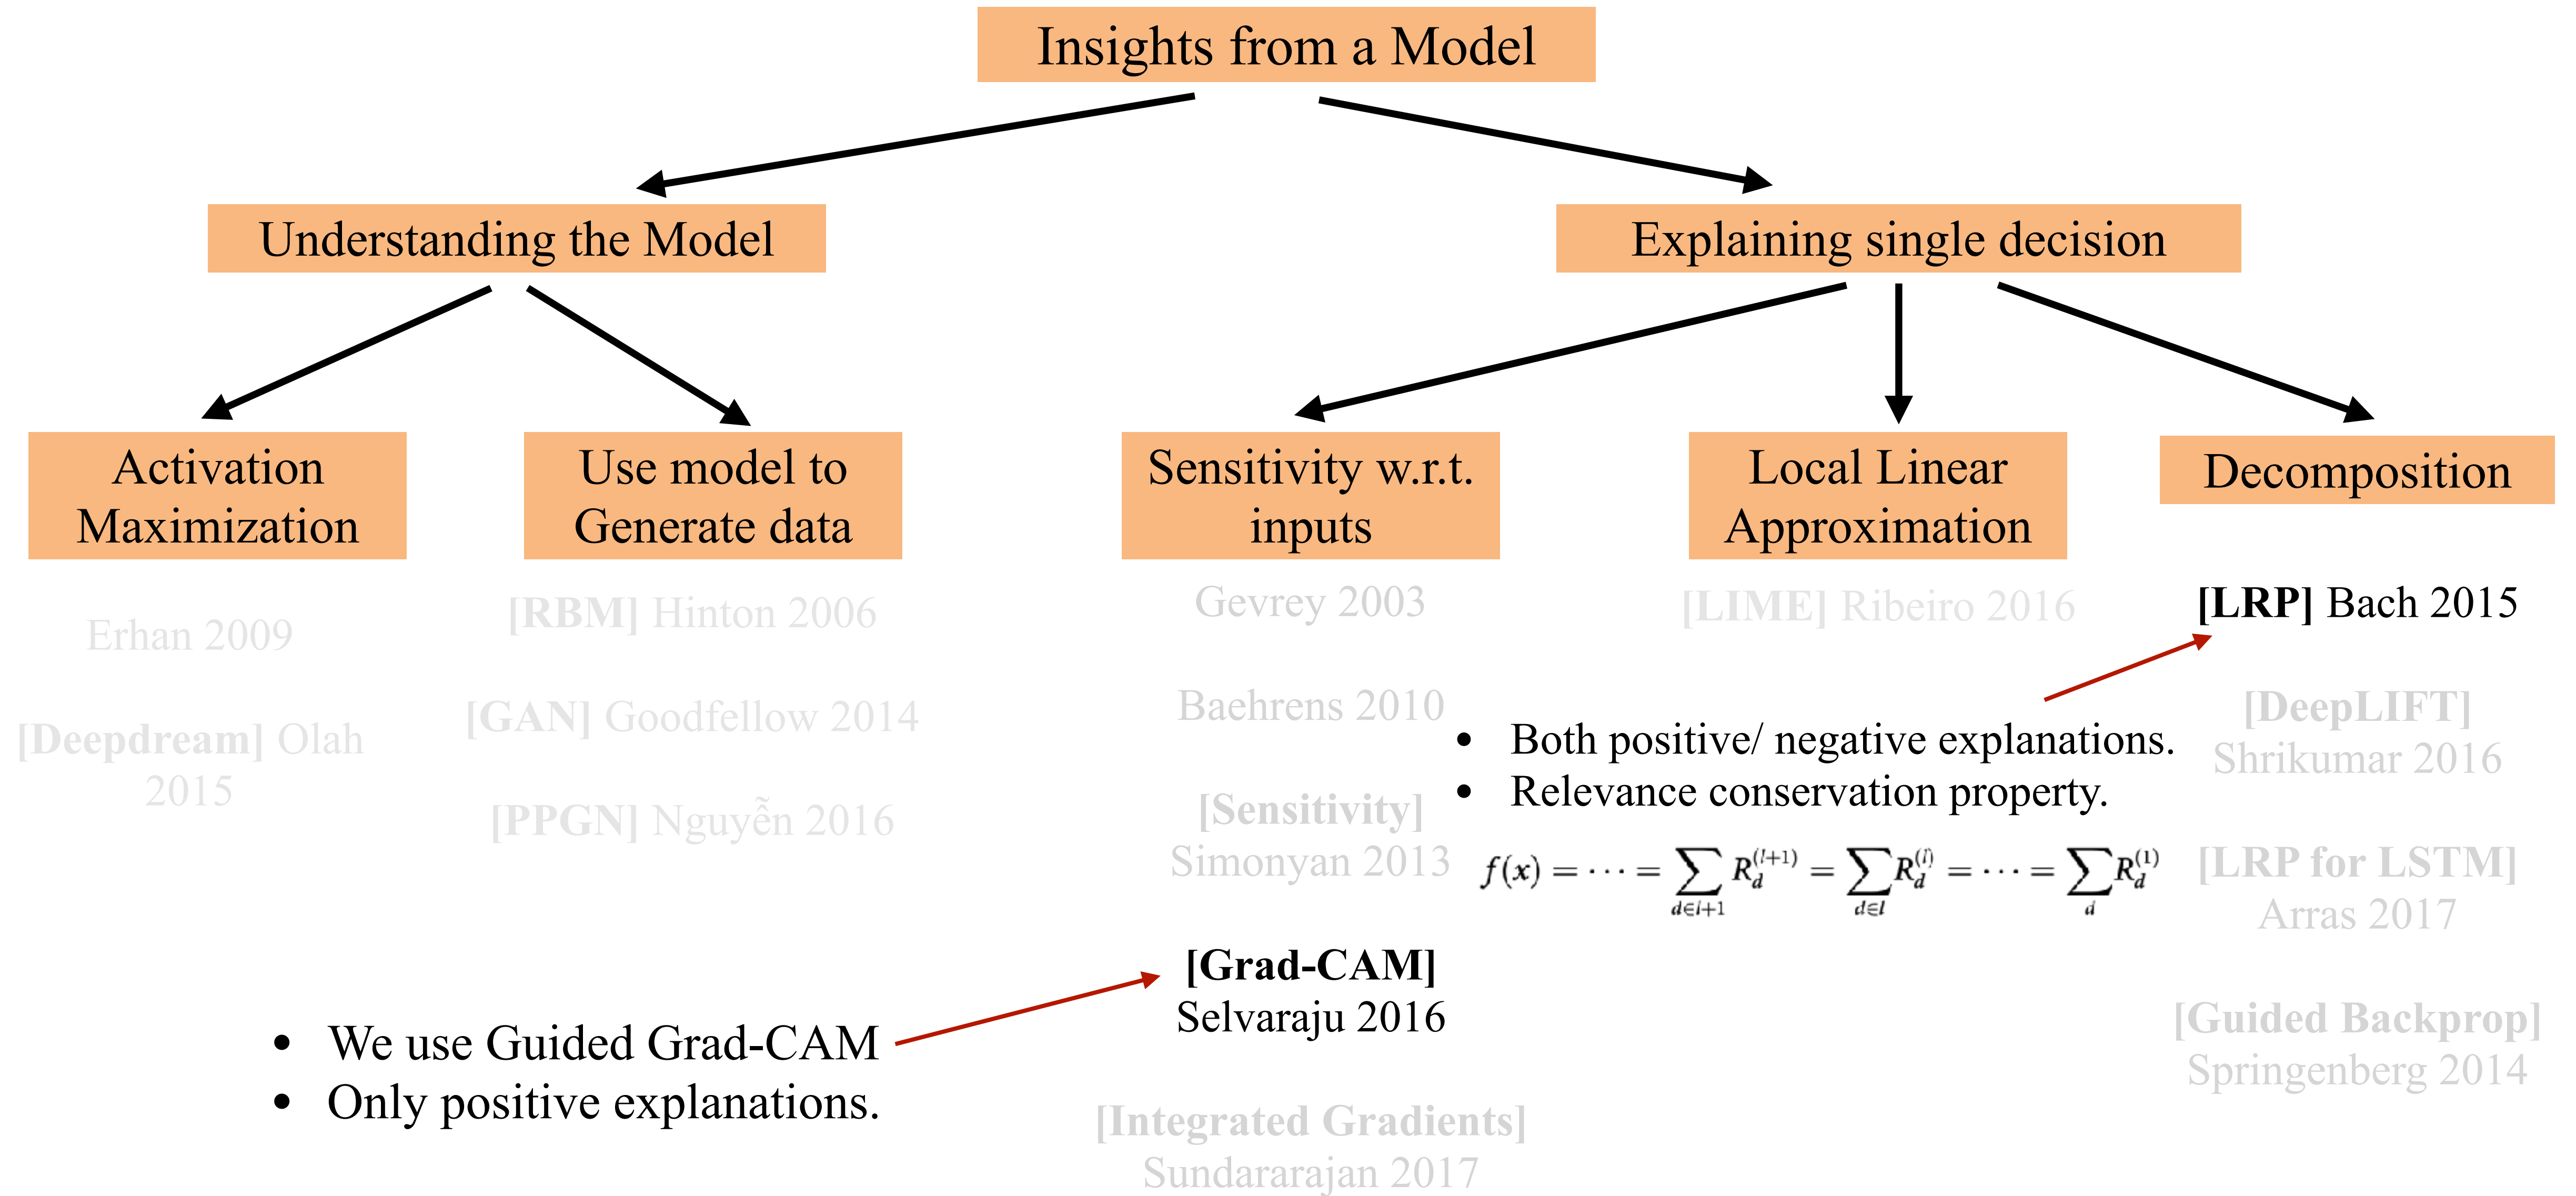 Insights from a Model
Understanding the Model
Explaining single decision
Activation
Maximization
Use model to
Generate data
Sensitivity w.r.t.
inputs
Local Linear
Approximation
Decomposition
Erhan 2009
[Deepdream] Olah
2015
[RBM] Hinton 2006
[GAN] Goodfellow 2014
[PPGN] Nguyễn 2016
Gevrey 2003
Baehrens 2010
[Sensitivity]
Simonyan 2013
[Grad-CAM]
Selvaraju 2016
[Integrated Gradients]
Sundararajan 2017
• We use Guided Grad-CAM
• Only positive explanations.
[LIME] Ribeiro 2016
• Both positive/ negative explanations.
• Relevance conservation property.
f(x) = ⋯ = ∑_{d∈l+1} R_d^{(l+1)} = ∑_{d∈l} R_d^{(l)} = ⋯ = ∑_d R_d^{(1)}
[LRP] Bach 2015
[DeepLIFT]
Shrikumar 2016
[LRP for LSTM]
Arras 2017
[Guided Backprop]
Springenberg 2014